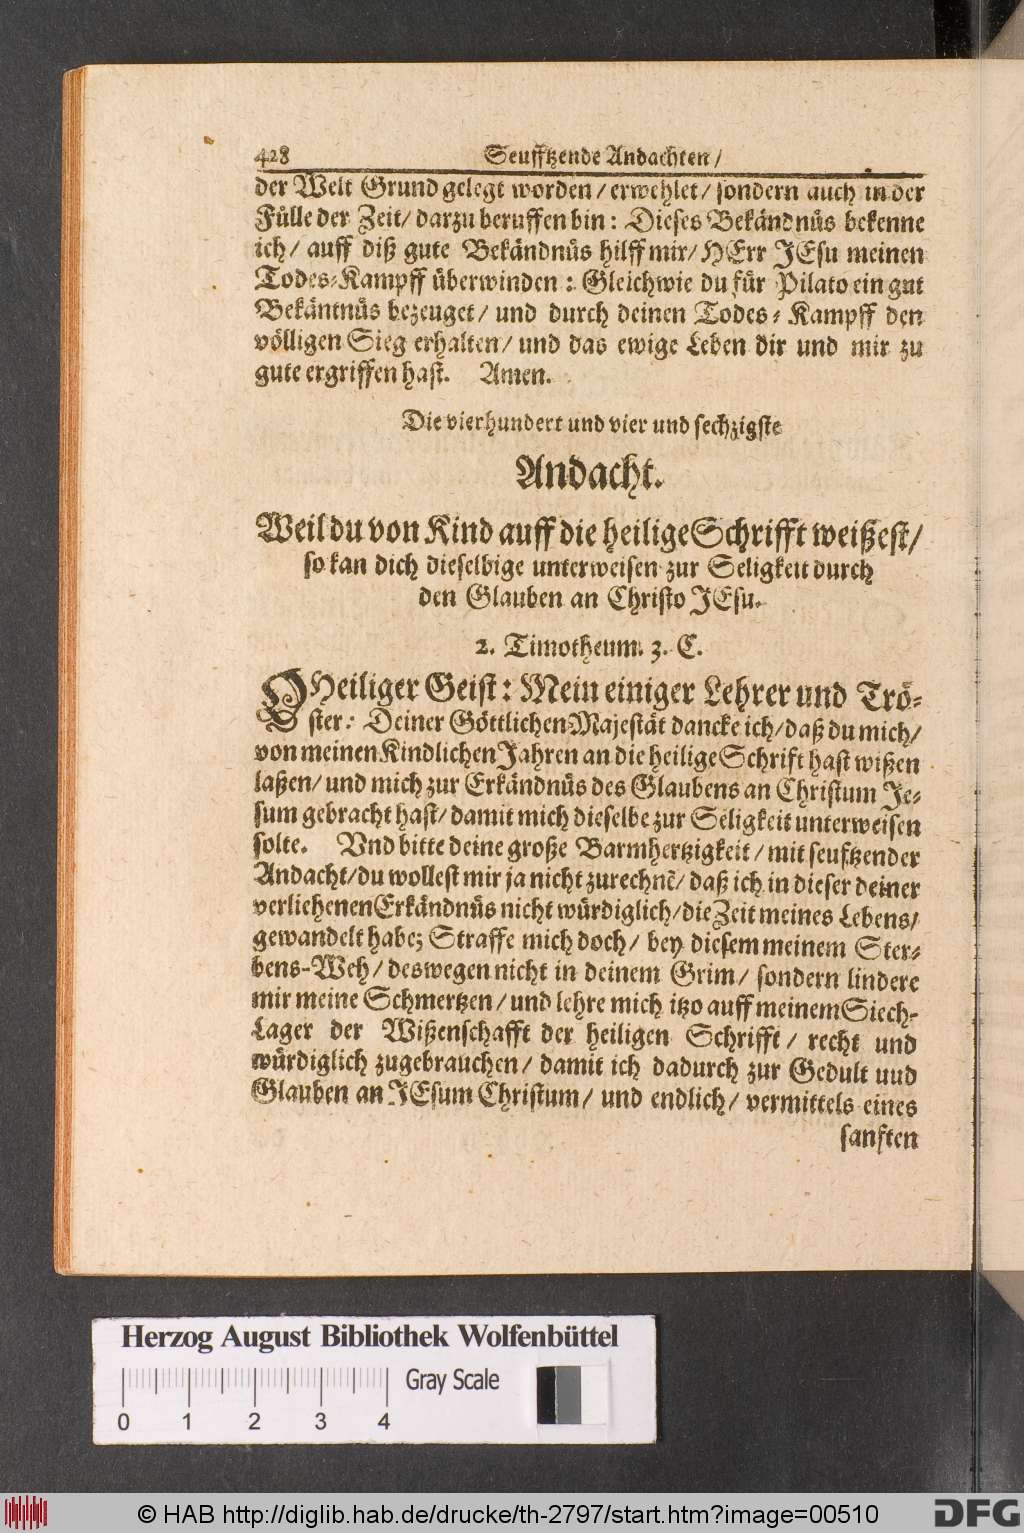 428 Seufftzende Andachten /
der Welt Grund gelegt worden / erwehlet / sondern auch in der
Fülle der Zeit / darzu beruffen bin : Dieses Bekändnüs bekenne
ich / auff diß gute Bekändnüs hilff mir / HErr JEsu meinen
Todes-Kampff überwinden : Gleichwie du für Pilato ein gut
Bekäntnüs bezeuget / und durch deinen Todes-Kampff den
völligen Sieg erhalten / und das ewige Leben dir und mir zu
gute ergriffen hast. Amen.
Die vierhundert und vier und sechzigste
Andacht.
Weil du von Kind auff die heilige Schrifft weißest /
so kan dich dieselbige unterweisen zur Seligkeit durch
den Glauben an Christo JEsu.
2. Timotheum. 3. C.
O Heiliger Geist : Mein einiger Lehrer und Trö-
ster : Deiner Göttlichen Majestät dancke ich / daß du mich /
von meinen Kindlichen Jahren an die heilige Schrift hast wißen
laßen / und mich zur Erkändnüs des Glaubens an Christum Je-
sum gebracht hast / damit mich dieselbe zur Seligkeit unterweisen
solte. Vnd bitte deine große Barmhertzigkeit / mit seuftzender
Andacht / du wollest mir ja nicht zurechnē / daß ich in dieser deiner
verliehenen Erkändnüs nicht würdiglich / die Zeit meines Lebens /
gewandelt habe; Straffe mich doch / bey diesem meinem Ster-
bens-Weh / deswegen nicht in deinem Grim / sondern lindere
mir meine Schmertzen / und lehre mich itzo auff meinem Siech-
Lager der Wißenschafft der heiligen Schrifft / recht und
würdiglich zugebrauchen / damit ich dadurch zur Gedult uud
Glauben an JEsum Christum / und endlich / vermittels eines
sanften
Herzog August Bibliothek Wolfenbüttel
Gray Scale
0 1 2 3 4
© HAB http://diglib.hab.de/drucke/th-2797/start.htm?image=00510
DFG